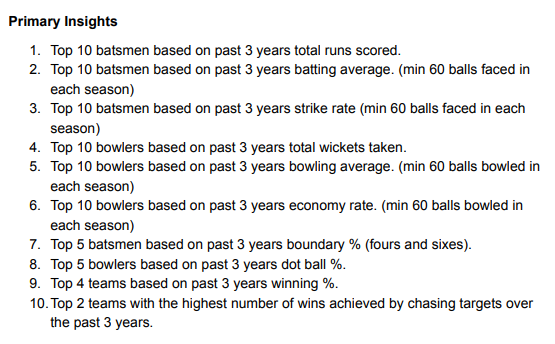 Primary Insights
1. Top 10 batsmen based on past 3 years total runs scored.
2. Top 10 batsmen based on past 3 years batting average. (min 60 balls faced in
each season)
3. Top 10 batsmen based on past 3 years strike rate (min 60 balls faced in each
season)
4. Top 10 bowlers based on past 3 years total wickets taken.
5. Top 10 bowlers based on past 3 years bowling average. (min 60 balls bowled in
each season)
6. Top 10 bowlers based on past 3 years economy rate. (min 60 balls bowled in
each season)
7. Top 5 batsmen based on past 3 years boundary % (fours and sixes).
8. Top 5 bowlers based on past 3 years dot ball %.
9. Top 4 teams based on past 3 years winning %.
10. Top 2 teams with the highest number of wins achieved by chasing targets over
the past 3 years.